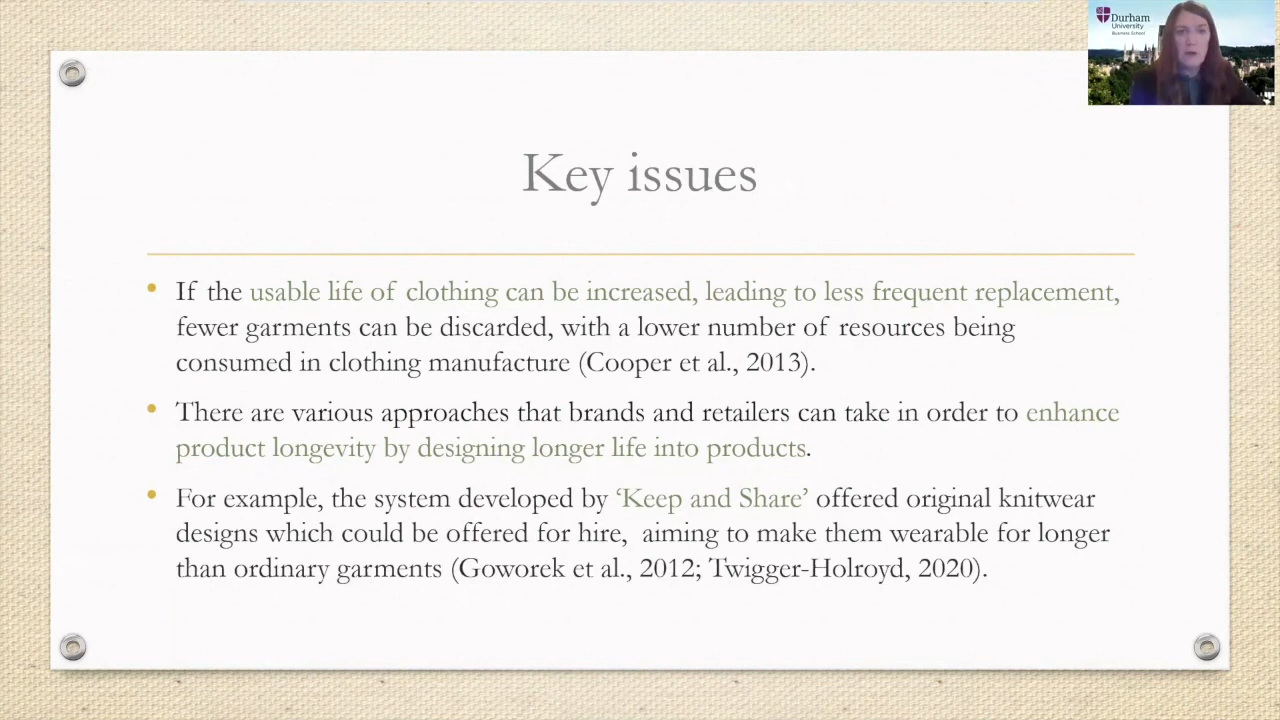 Durham
University
Business School
Key issues
• If the usable life of clothing can be increased, leading to less frequent replacement,
fewer garments can be discarded, with a lower number of resources being
consumed in clothing manufacture (Cooper et al., 2013).
• There are various approaches that brands and retailers can take in order to enhance
product longevity by designing longer life into products.
• For example, the system developed by ‘Keep and Share’ offered original knitwear
designs which could be offered for hire, aiming to make them wearable for longer
than ordinary garments (Goworek et al., 2012; Twigger-Holroyd, 2020).